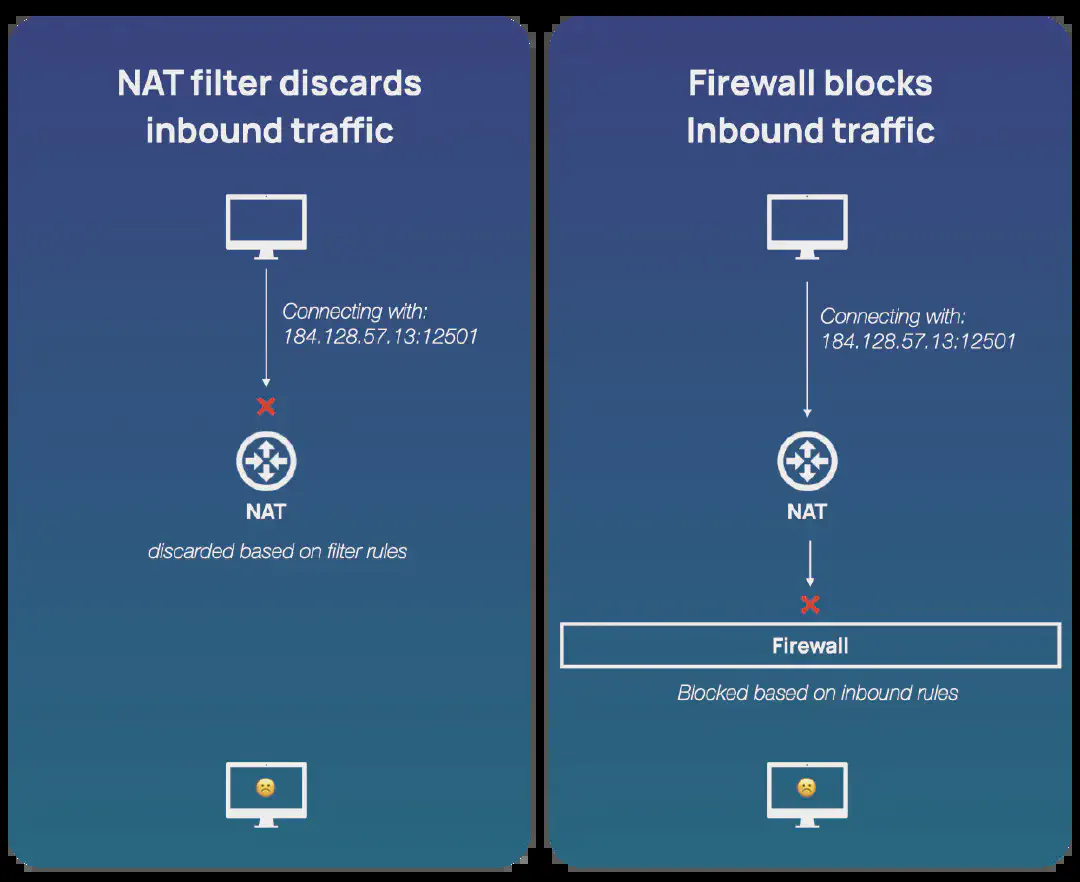 NAT filter discards
inbound traffic
Connecting with:
184.128.57.13:12501
NAT
discarded based on filter rules
Firewall blocks
Inbound traffic
Connecting with:
184.128.57.13:12501
NAT
Firewall
Blocked based on inbound rules